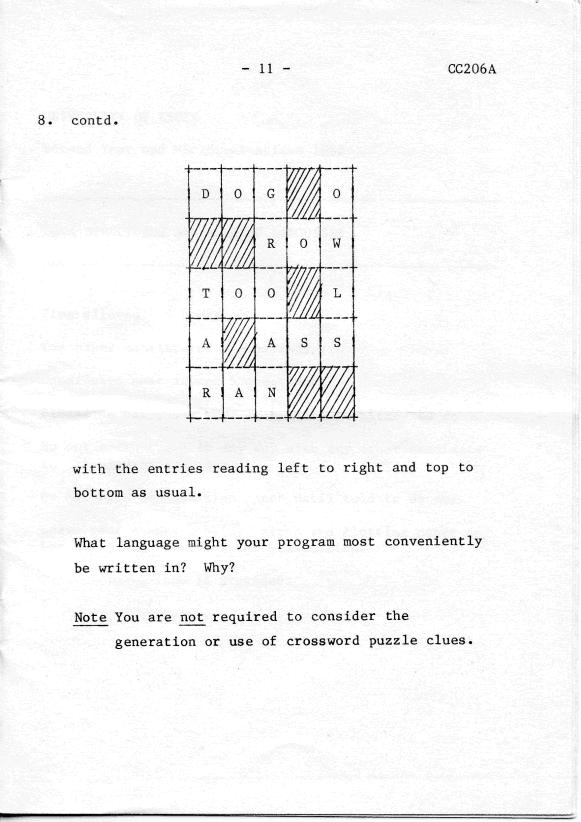 - 11 -    CC206A
8. contd.
D O G O
R O W
T O O L
A A S S
R A N
with the entries reading left to right and top to
bottom as usual.
What language might your program most conveniently
be written in? Why?
Note You are not required to consider the
generation or use of crossword puzzle clues.